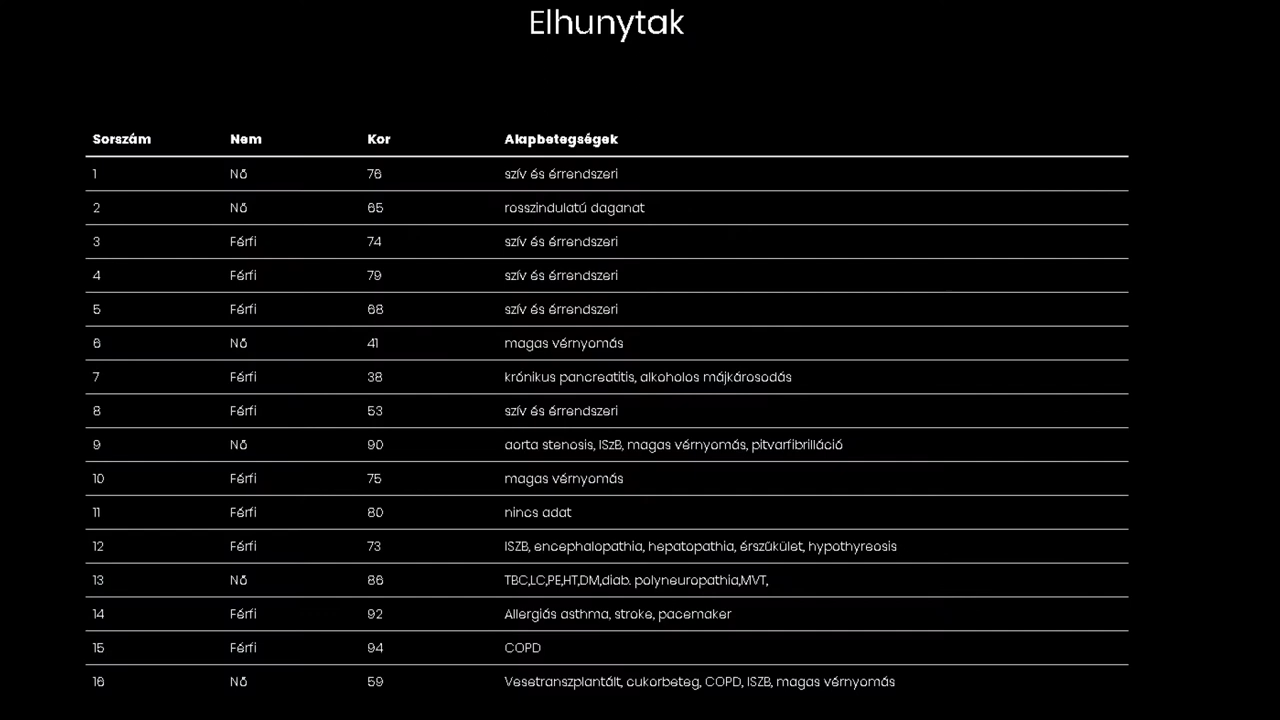 Elhunytak
Sorszám Nem Kor Alapbetegségek
1 Nő 76 szív és érrendszeri
2 Nő 65 rosszindulatú daganat
3 Férfi 74 szív és érrendszeri
4 Férfi 79 szív és érrendszeri
5 Férfi 68 szív és érrendszeri
6 Nő 41 magas vérnyomás
7 Férfi 38 krónikus pancreatitis, alkoholos májkárosodás
8 Férfi 53 szív és érrendszeri
9 Nő 90 aorta stenosis, ISzB, magas vérnyomás, pitvarfibrilláció
10 Férfi 75 magas vérnyomás
11 Férfi 80 nincs adat
12 Férfi 73 ISZB, encephalopathia, hepatopathia, érszűkület, hypothyreosis
13 Nő 86 TBC,LC,PE,HT,DM,diab. polyneuropathia,MVT,
14 Férfi 92 Allergiás asthma, stroke, pacemaker
15 Férfi 94 COPD
16 Nő 59 Vesetranszplantált, cukorbeteg, COPD, ISZB, magas vérnyomás